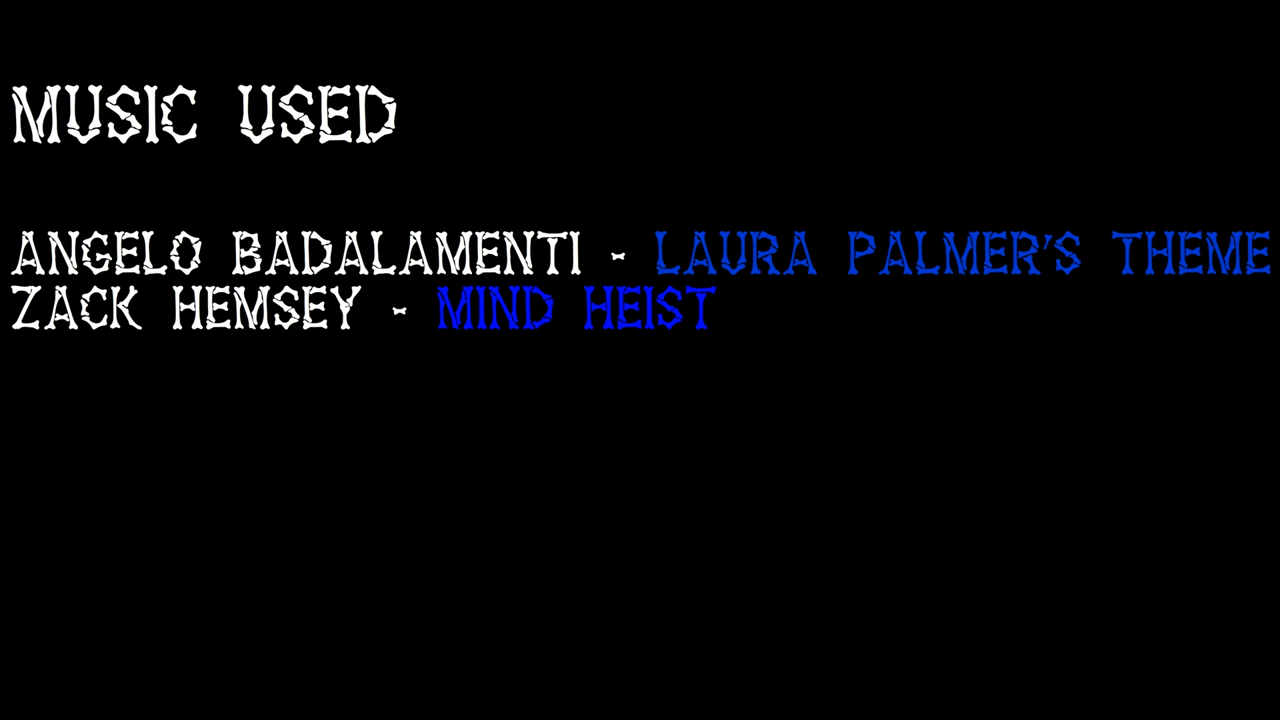 MUSIC USED
ANGELO BADALAMENTI - LAURA PALMER'S THEME
ZACK HEMSEY - MIND HEIST